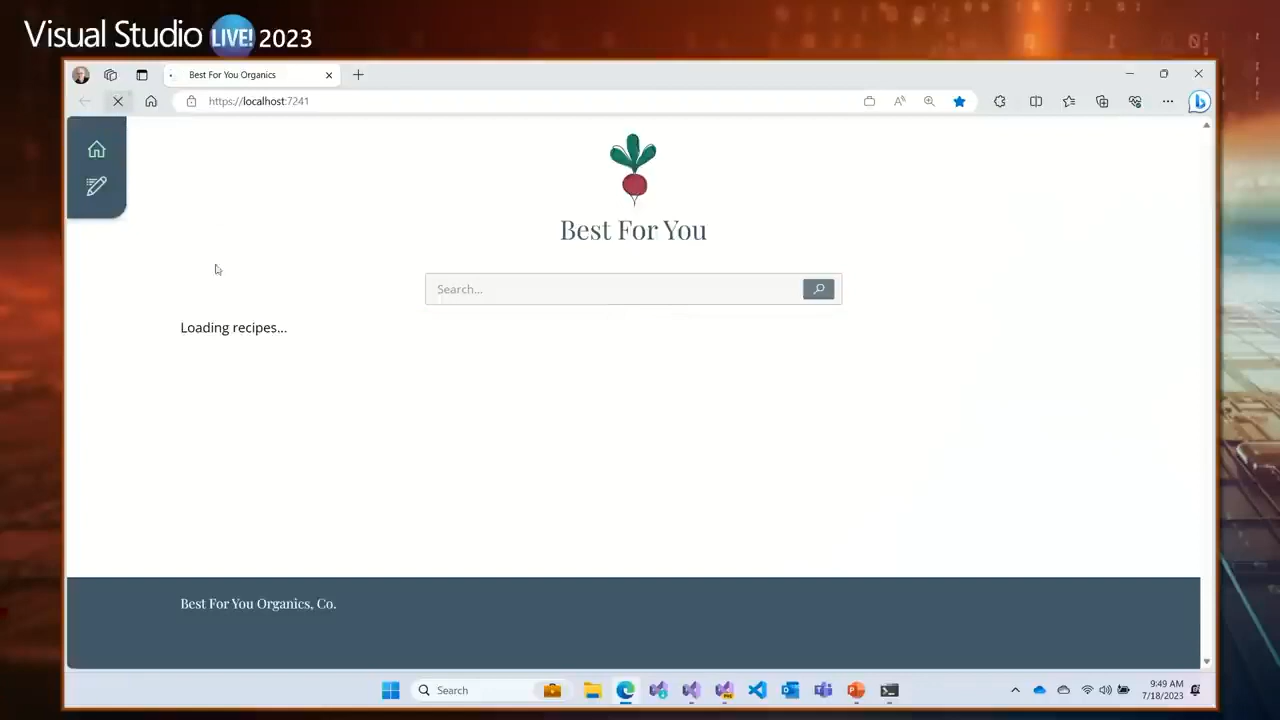 Visual Studio LIVE! 2023
Best For You Organics
https://localhost:7241
Best For You
Search...
Loading recipes...
Best For You Organics, Co.
Search
9:49 AM
7/18/2023